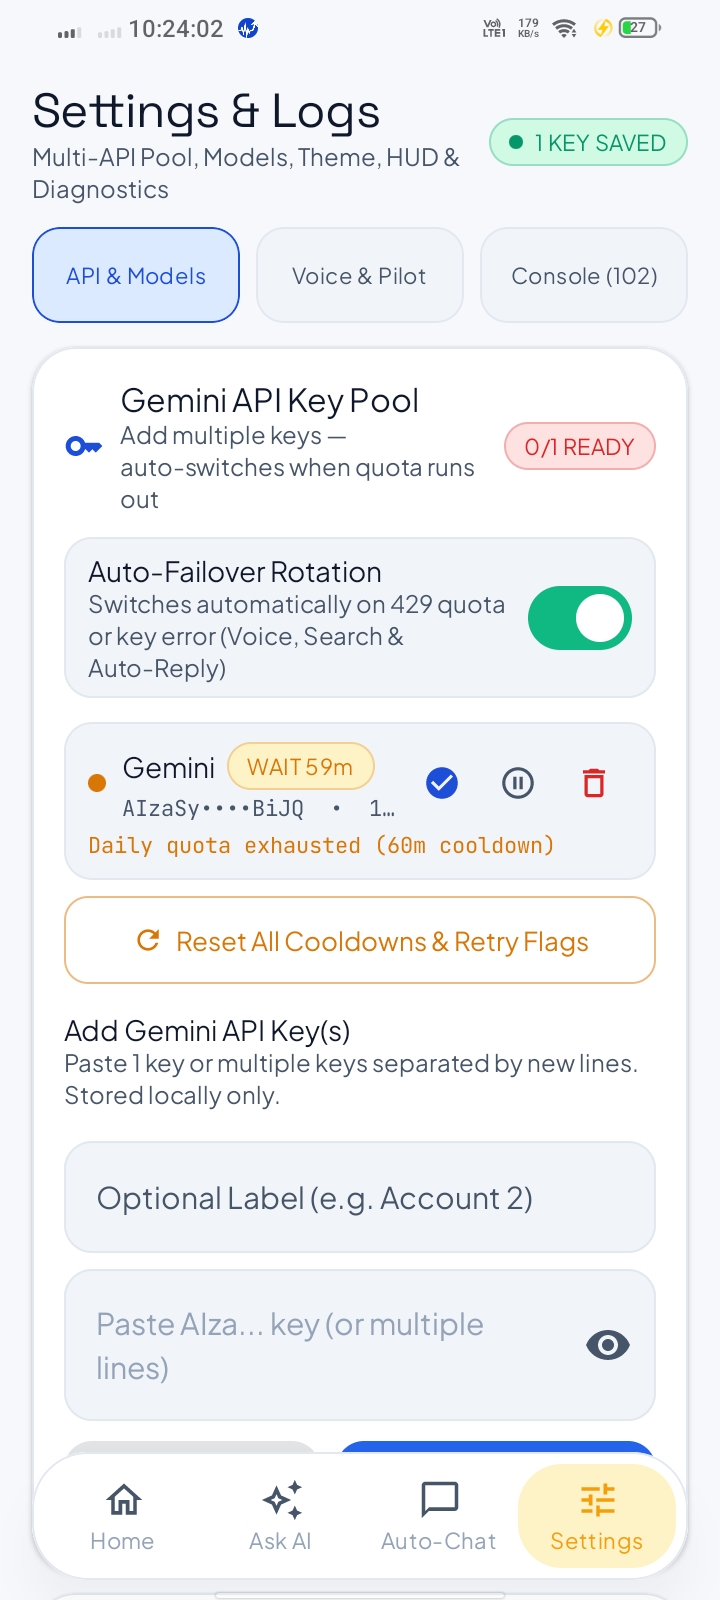 10:24:02
Vo) LTE1
179 KB/s
27
Settings & Logs
Multi-API Pool, Models, Theme, HUD &
Diagnostics
1 KEY SAVED
API & Models
Voice & Pilot
Console (102)
Gemini API Key Pool
Add multiple keys —
auto-switches when quota runs
out
0/1 READY
Auto-Failover Rotation
Switches automatically on 429 quota
or key error (Voice, Search &
Auto-Reply)
Gemini
WAIT 59m
AIzaSy••••BiJQ • 1…
Daily quota exhausted (60m cooldown)
Reset All Cooldowns & Retry Flags
Add Gemini API Key(s)
Paste 1 key or multiple keys separated by new lines.
Stored locally only.
Optional Label (e.g. Account 2)
Paste AIza... key (or multiple
lines)
Home
Ask AI
Auto-Chat
Settings